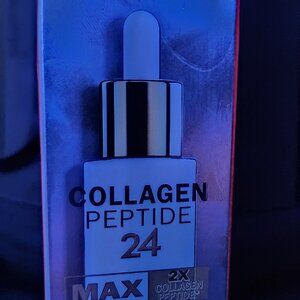 COLLAGEN
PEPTIDE
24
MAX
2X
COLLAGEN
PEPTIDE*